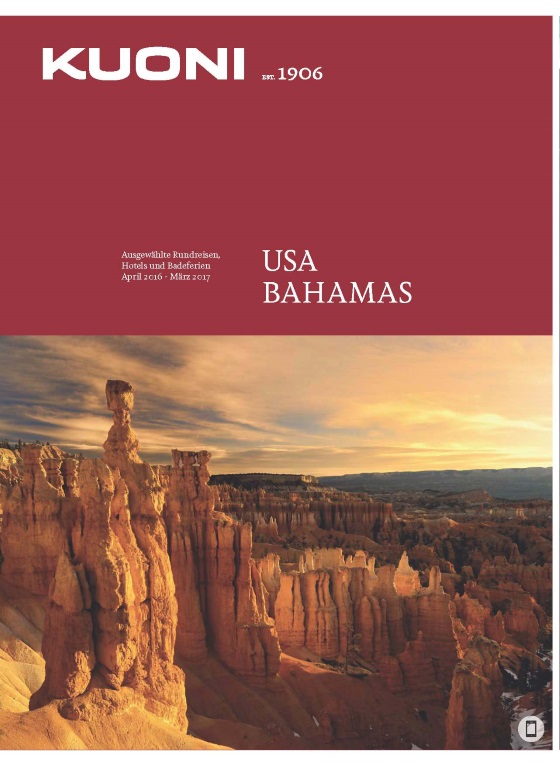 KUONI EST. 1906
Ausgewählte Rundreisen,
Hotels und Badeferien
April 2016 - März 2017
USA
BAHAMAS